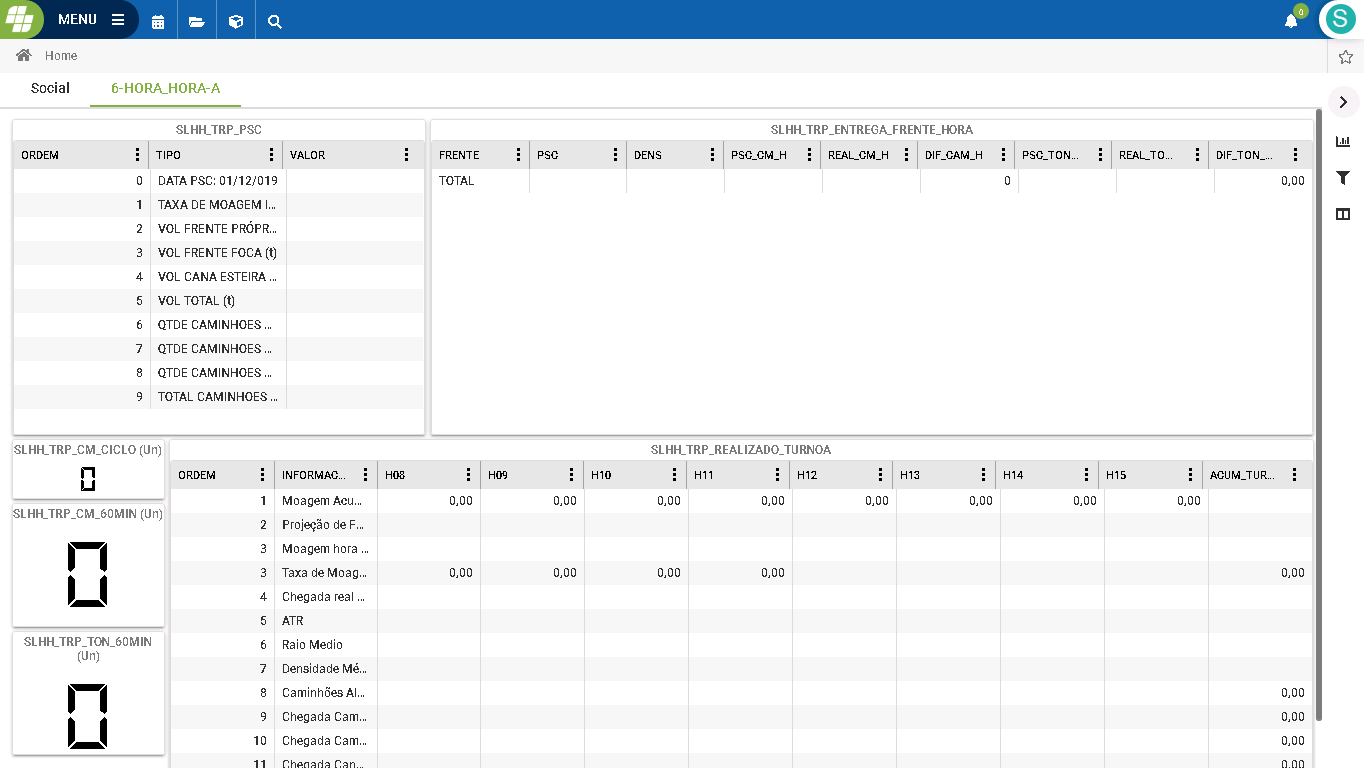 MENU
0
S
Home
Social 6-HORA_HORA-A
SLHH_TRP_PSC
ORDEM TIPO VALOR
0 DATA PSC: 01/12/019
1 TAXA DE MOAGEM I...
2 VOL FRENTE PRÓPR...
3 VOL FRENTE FOCA (t)
4 VOL CANA ESTEIRA ...
5 VOL TOTAL (t)
6 QTDE CAMINHOES ...
7 QTDE CAMINHOES ...
8 QTDE CAMINHOES ...
9 TOTAL CAMINHOES ...
SLHH_TRP_ENTREGA_FRENTE_HORA
FRENTE PSC DENS PSC_CM_H REAL_CM_H DIF_CAM_H PSC_TON... REAL_TO... DIF_TON_...
TOTAL 0 0,00
SLHH_TRP_CM_CICLO (Un)
0
SLHH_TRP_CM_60MIN (Un)
0
SLHH_TRP_TON_60MIN
(Un)
0
SLHH_TRP_REALIZADO_TURNOA
ORDEM INFORMAC... H08 H09 H10 H11 H12 H13 H14 H15 ACUM_TUR...
1 Moagem Acu... 0,00 0,00 0,00 0,00 0,00 0,00 0,00 0,00
2 Projeção de F...
3 Moagem hora ...
3 Taxa de Moag... 0,00 0,00 0,00 0,00 0,00
4 Chegada real ...
5 ATR
6 Raio Medio
7 Densidade Mé...
8 Caminhões Al... 0,00
9 Chegada Cam... 0,00
10 Chegada Cam... 0,00
11 Chegada Can... 0,00